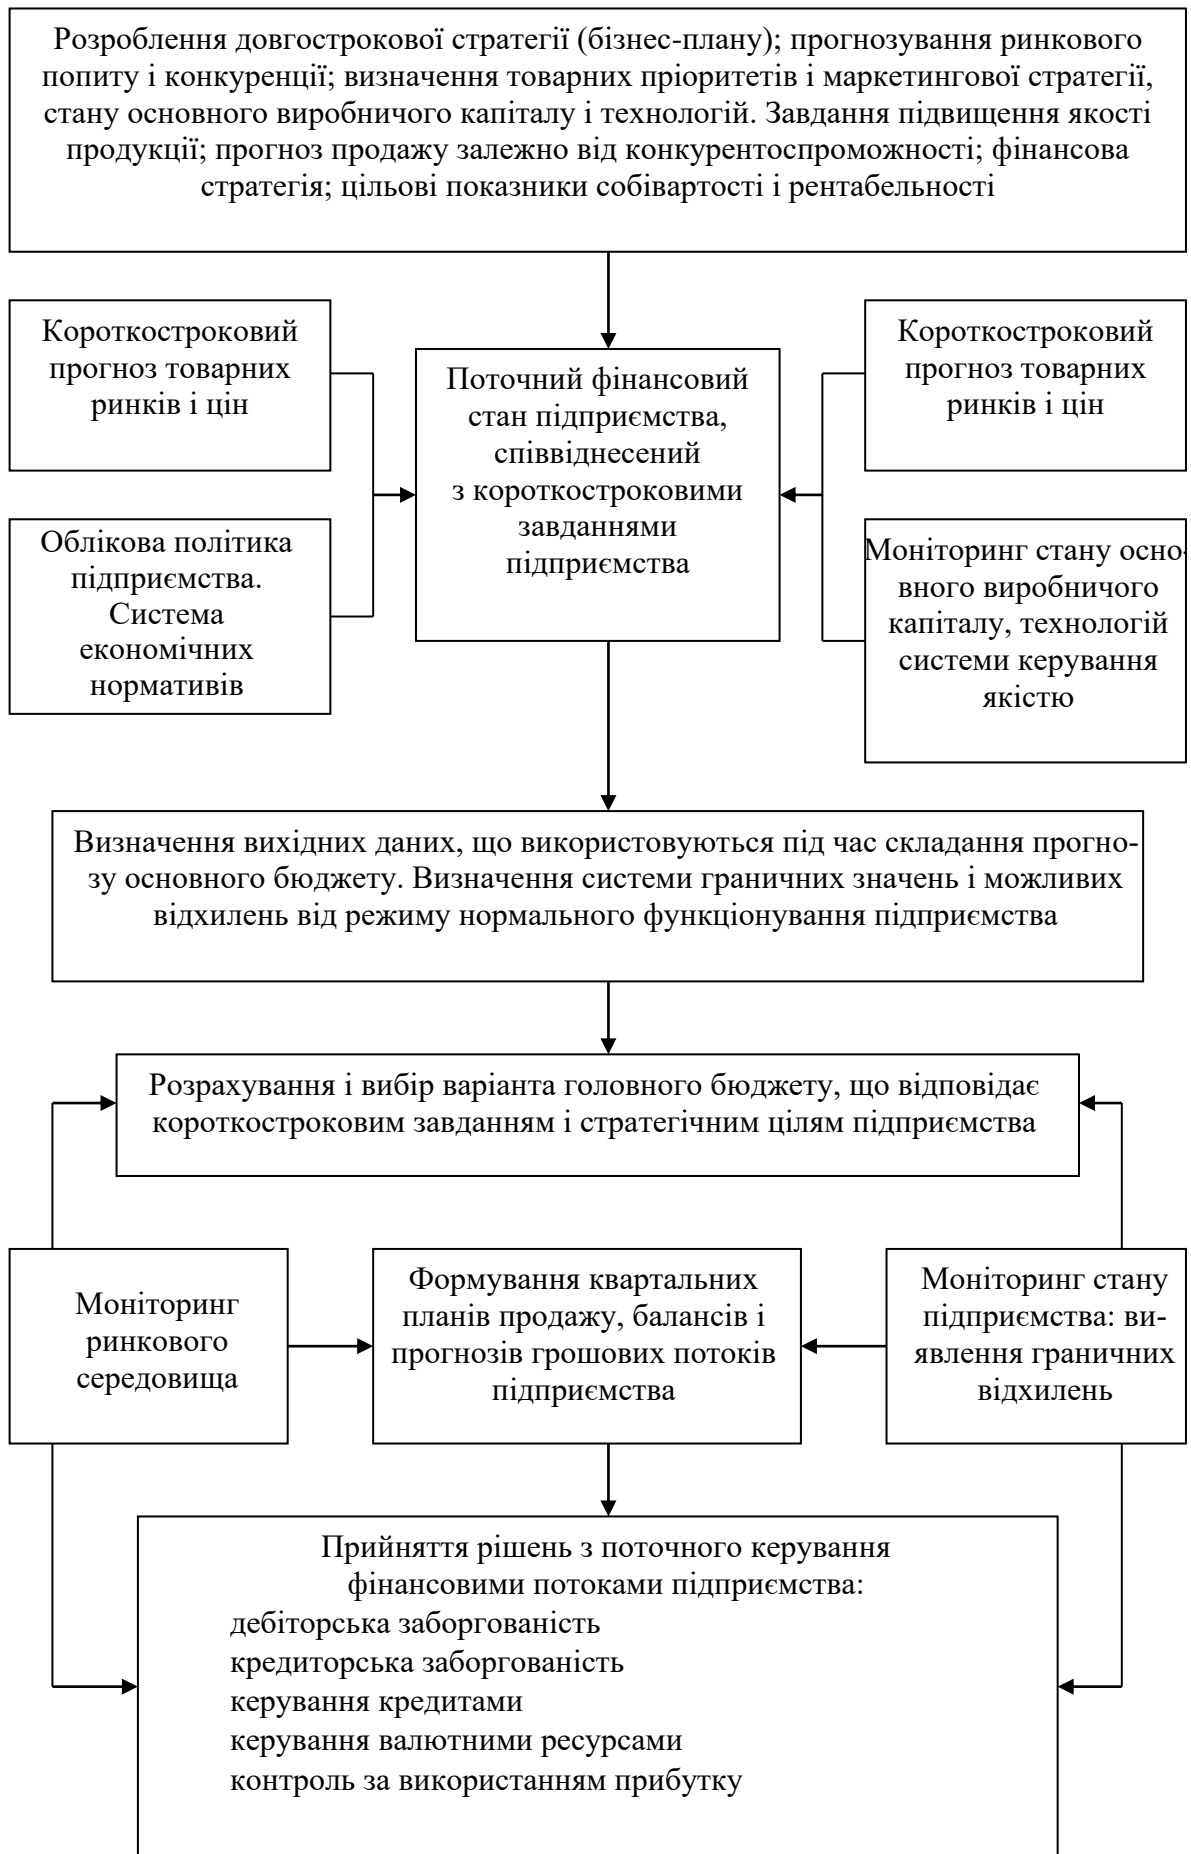 Розроблення довгострокової стратегії (бізнес-плану); прогнозування ринкового
попиту і конкуренції; визначення товарних пріоритетів і маркетингової стратегії,
стану основного виробничого капіталу і технологій. Завдання підвищення якості
продукції; прогноз продажу залежно від конкурентоспроможності; фінансова
стратегія; цільові показники собівартості і рентабельності
Короткостроковий
прогноз товарних
ринків і цін
Поточний фінансовий
стан підприємства,
співвіднесений
з короткостроковими
завданнями
підприємства
Короткостроковий
прогноз товарних
ринків і цін
Облікова політика
підприємства.
Система
економічних
нормативів
Моніторинг стану осно-
вного виробничого
капіталу, технологій
системи керування
якістю
Визначення вихідних даних, що використовуються під час складання прогно-
зу основного бюджету. Визначення системи граничних значень і можливих
відхилень від режиму нормального функціонування підприємства
Розрахування і вибір варіанта головного бюджету, що відповідає
короткостроковим завданням і стратегічним цілям підприємства
Моніторинг
ринкового
середовища
Формування квартальних
планів продажу, балансів і
прогнозів грошових потоків
підприємства
Моніторинг стану
підприємства: ви-
явлення граничних
відхилень
Прийняття рішень з поточного керування
фінансовими потоками підприємства:
дебіторська заборгованість
кредиторська заборгованість
керування кредитами
керування валютними ресурсами
контроль за використанням прибутку